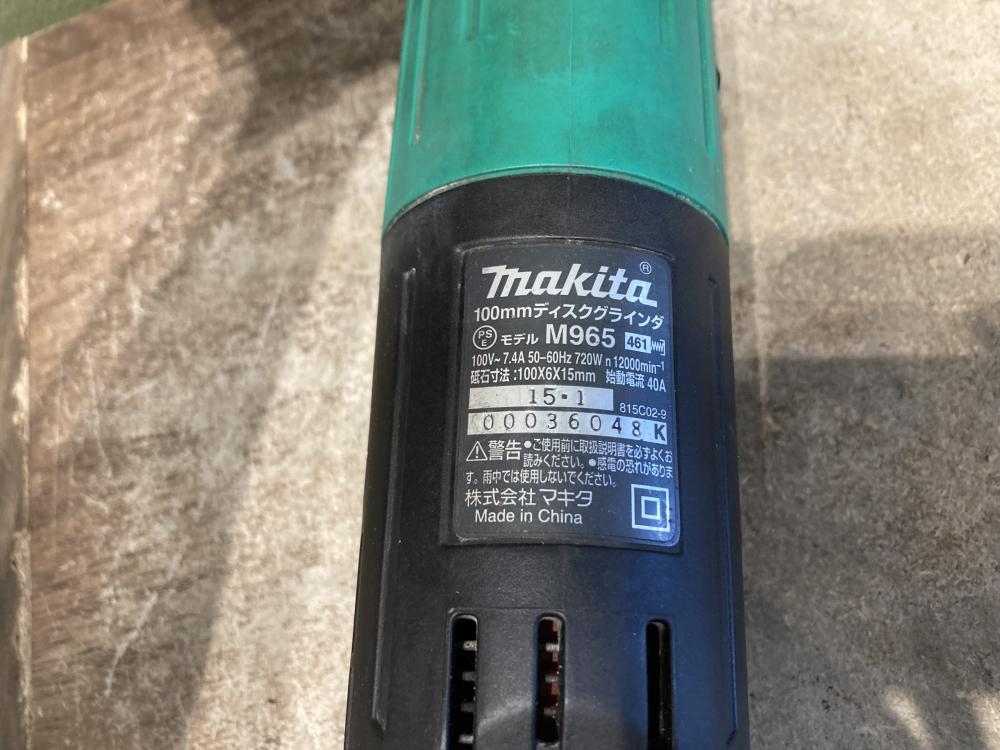 makita®
100mmディスクグラインダ
PSE モデル M965 461
100V~ 7.4A 50-60Hz 720W n 12000min⁻¹
砥石寸法:100X6X15mm 始動電流 40A
15・1 815C02-9
00036048K
⚠警告 ●ご使用前に取扱説明書を必ずよくお
読みください。●感電の恐れがありま
す。雨中では使用しないでください。
株式会社 マキタ
Made in China